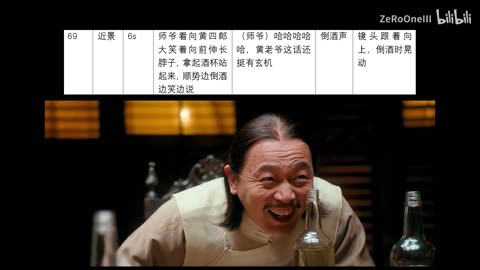 ZeRoOneIII bilibili
69 近景 6s 师爷看向黄四郎 (师爷)哈哈哈哈 倒酒声 镜头跟着向
大笑着向前伸长 哈,黄老爷这话还 上,倒酒时晃
脖子,拿起酒杯站 挺有玄机 动
起来,顺势边倒酒
边笑边说